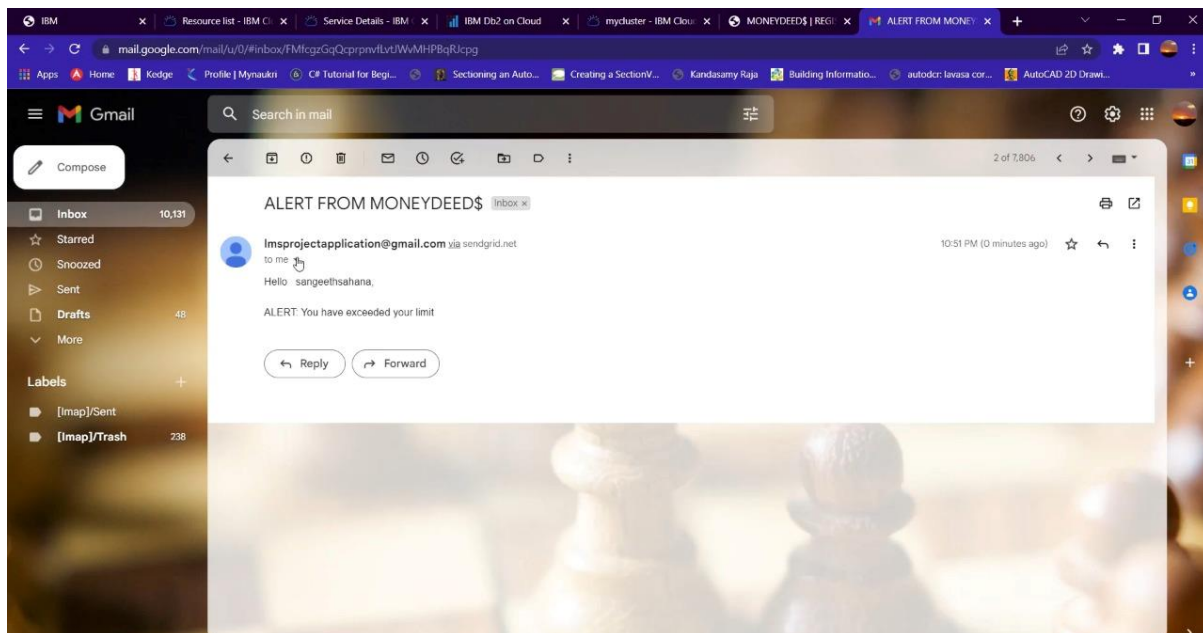 IBM
Resource list - IBM Cl
Service Details - IBM
IBM Db2 on Cloud
mycluster - IBM Clou
MONEYDEED$ | REGI
ALERT FROM MONEY
mail.google.com/mail/u/0/#inbox/FMfcgzGqQcprpnvfLvtJWvMHPBqRJcpg
Apps
Home
Kedge
Profile | Mynaukri
C# Tutorial for Begi...
Sectioning an Auto...
Creating a SectionV...
Kandasamy Raja
Building Informatio...
autodcr: lavasa cor...
AutoCAD 2D Drawi...
Gmail
Search in mail
Compose
2 of 7,806
Inbox 10,131
Starred
Snoozed
Sent
Drafts 48
More
Labels
[Imap]/Sent
[Imap]/Trash 238
ALERT FROM MONEYDEED$ Inbox x
lmsprojectapplication@gmail.com via sendgrid.net
10:51 PM (0 minutes ago)
to me
Hello sangeethsahana,
ALERT: You have exceeded your limit
Reply
Forward